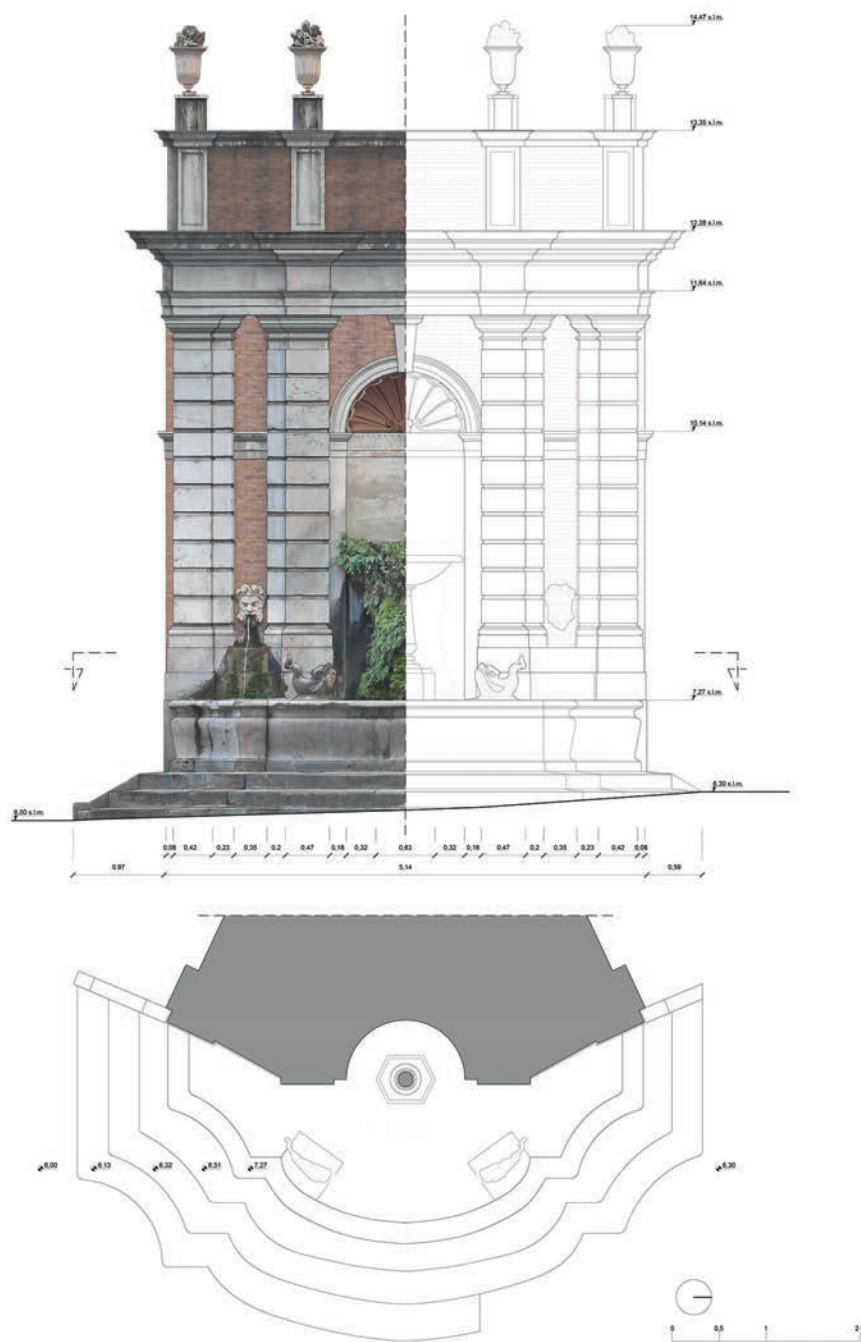 14,47 s.l.m.
13,35 s.l.m.
12,28 s.l.m.
11,64 s.l.m.
10,14 s.l.m.
7,27 s.l.m.
6,30 s.l.m.
6,00 s.l.m.
0,08 0,42 0,23 0,35 0,2 0,47 0,18 0,32 0,63 0,32 0,18 0,47 0,2 0,35 0,23 0,42 0,08
0,97 5,14 0,59
6,00 6,13 6,32 6,51 7,27 6,30
0 0,5 1 2